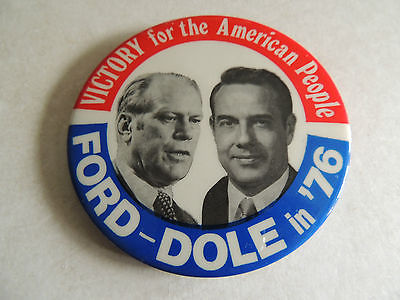 VICTORY for the American People
FORD-DOLE in '76